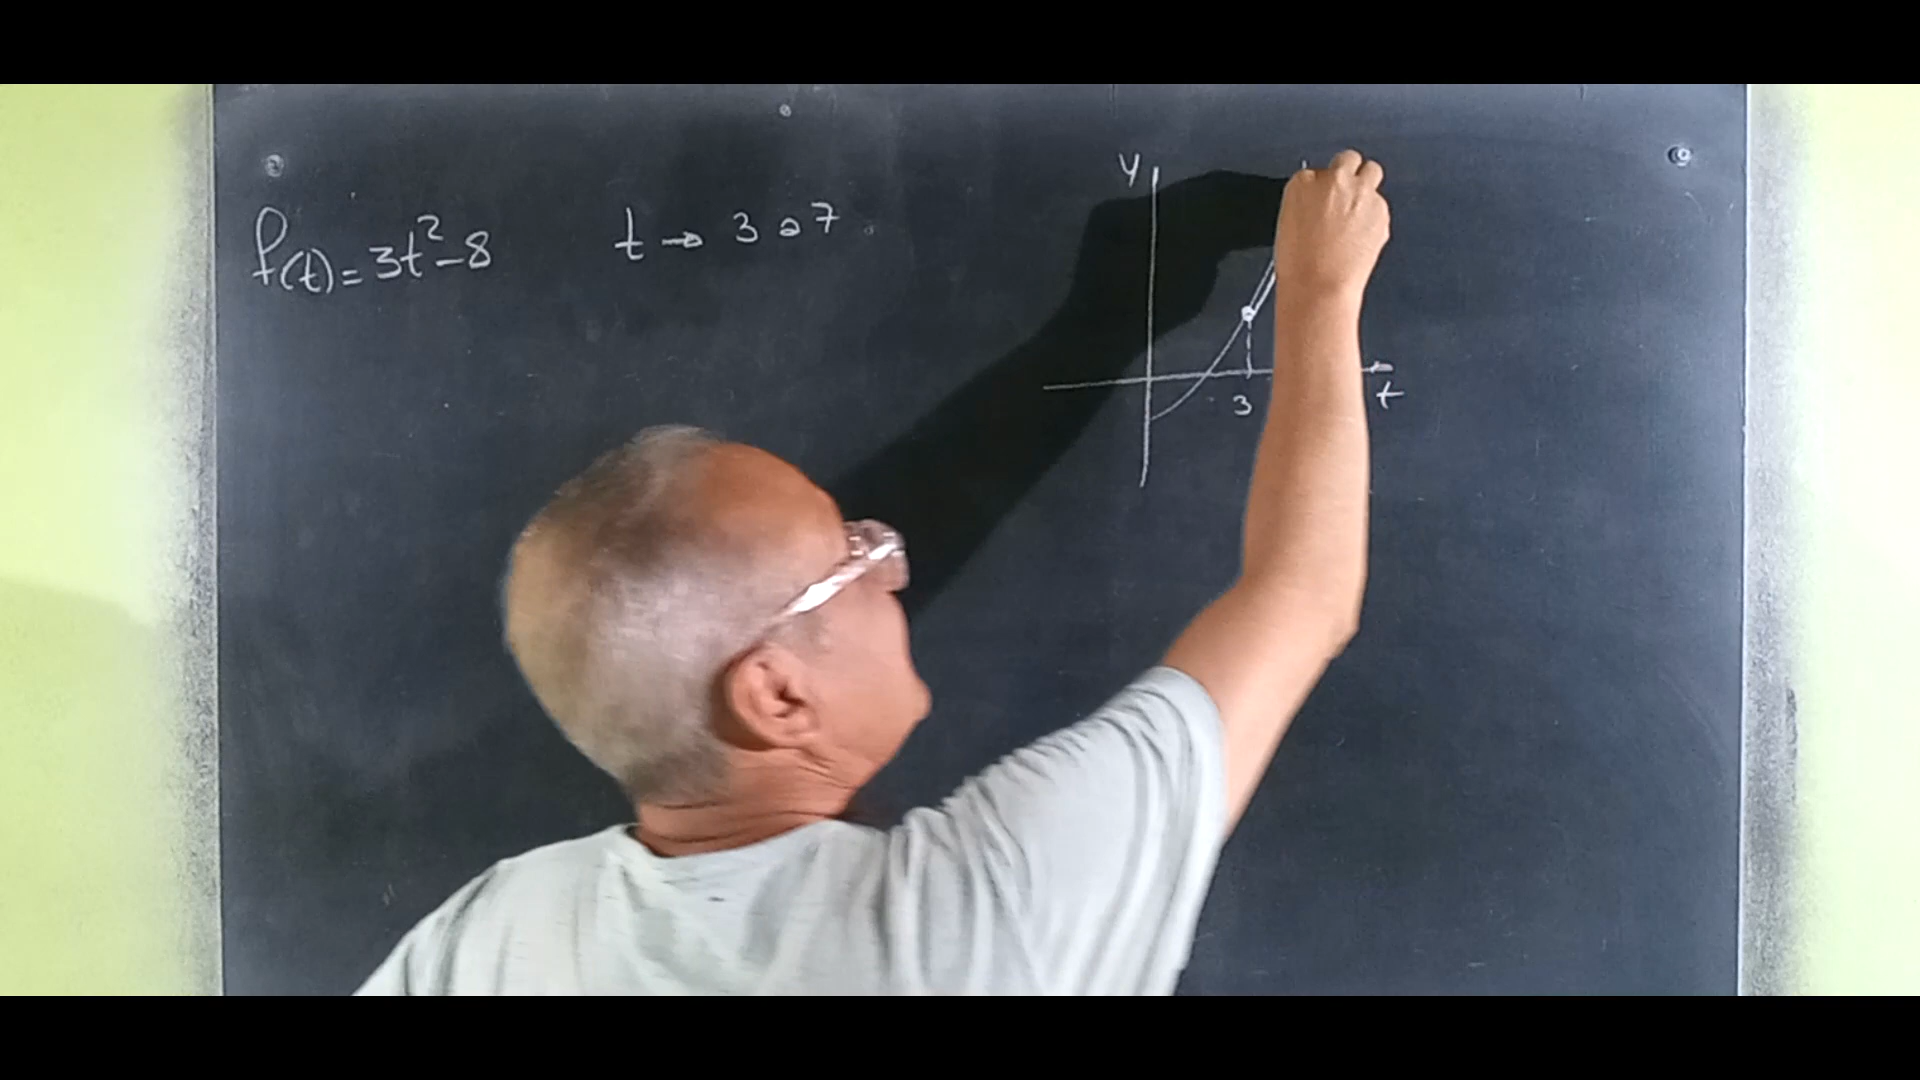 f(t) = 3t² - 8
t → 3 a 7
y
3
t